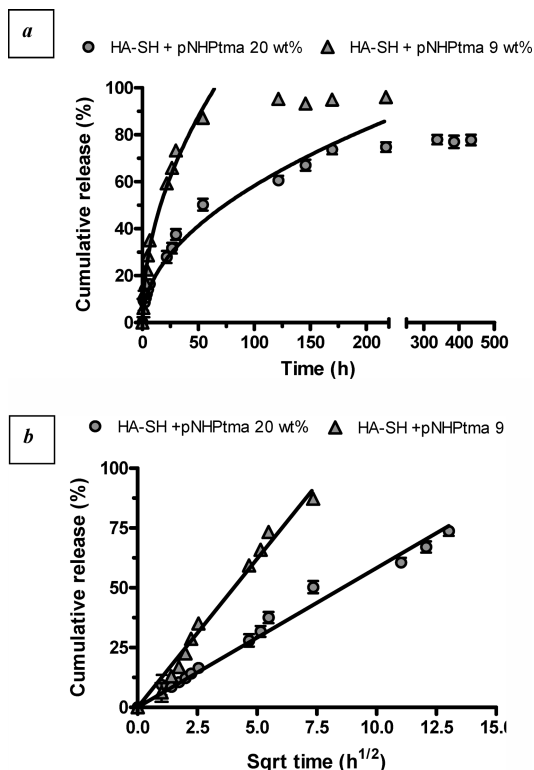 a
HA-SH + pNHPtma 20 wt% HA-SH + pNHPtma 9 wt%
100
80
60
40
20
0
Cumulative release (%)
0 50 100 150 200 300 400 500
Time (h)
b
HA-SH +pNHPtma 20 wt% HA-SH +pNHPtma 9
100
75
50
25
0
Cumulative release (%)
0.0 2.5 5.0 7.5 10.0 12.5 15.(
Sqrt time (h^1/2)